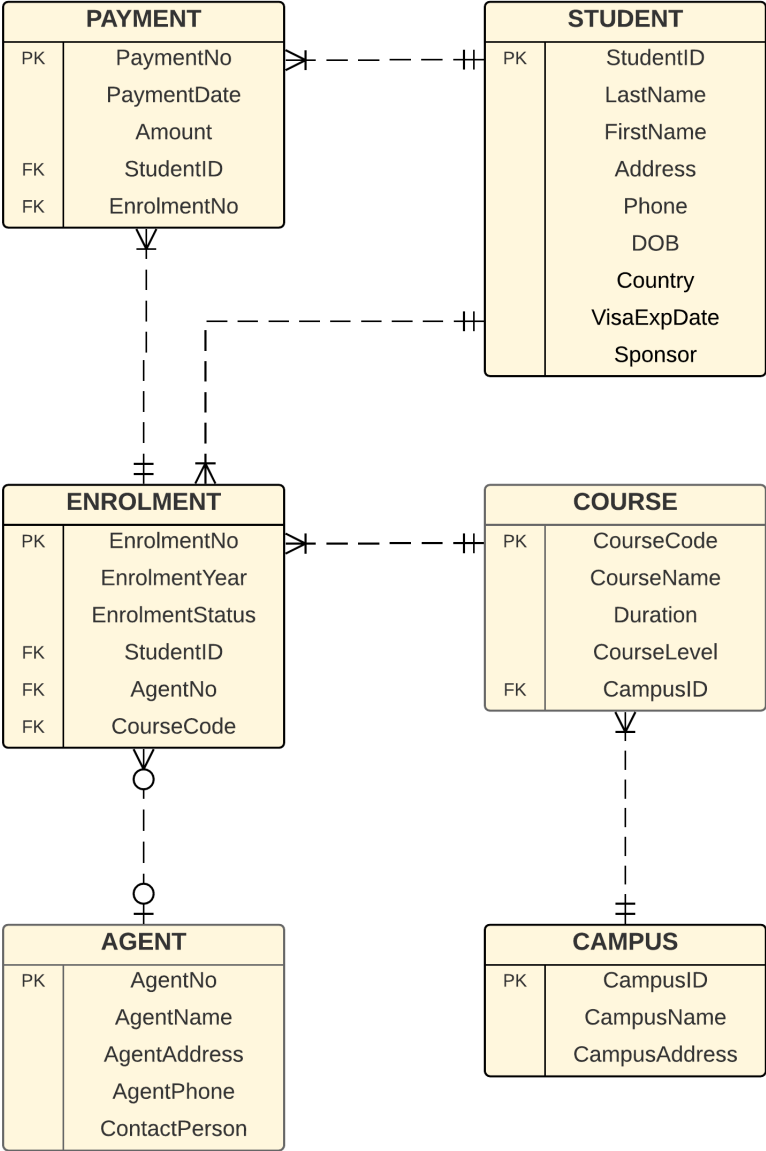 PAYMENT
PK PaymentNo
PaymentDate
Amount
FK StudentID
FK EnrolmentNo
STUDENT
PK StudentID
LastName
FirstName
Address
Phone
DOB
Country
VisaExpDate
Sponsor
ENROLMENT
PK EnrolmentNo
EnrolmentYear
EnrolmentStatus
FK StudentID
FK AgentNo
FK CourseCode
COURSE
PK CourseCode
CourseName
Duration
CourseLevel
FK CampusID
AGENT
PK AgentNo
AgentName
AgentAddress
AgentPhone
ContactPerson
CAMPUS
PK CampusID
CampusName
CampusAddress